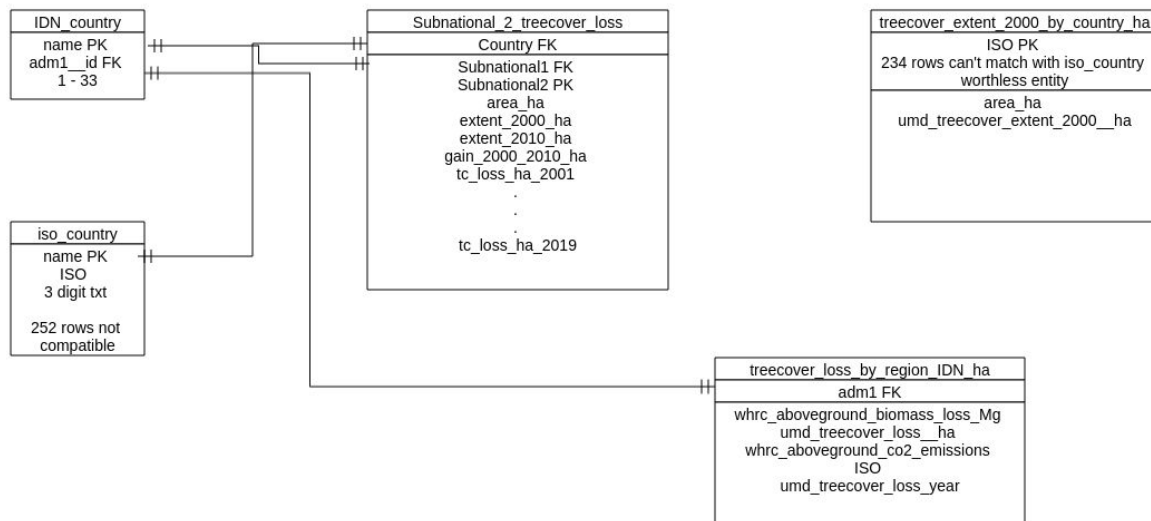 IDN_country
name PK
adm1__id FK
1 - 33
Subnational_2_treecover_loss
Country FK
Subnational1 FK
Subnational2 PK
area_ha
extent_2000_ha
extent_2010_ha
gain_2000_2010_ha
tc_loss_ha_2001
.
.
.
tc_loss_ha_2019
treecover_extent_2000_by_country_ha
ISO PK
234 rows can't match with iso_country
worthless entity
area_ha
umd_treecover_extent_2000__ha
iso_country
name PK
ISO
3 digit txt
252 rows not
compatible
treecover_loss_by_region_IDN_ha
adm1 FK
whrc_aboveground_biomass_loss_Mg
umd_treecover_loss__ha
whrc_aboveground_co2_emissions
ISO
umd_treecover_loss_year